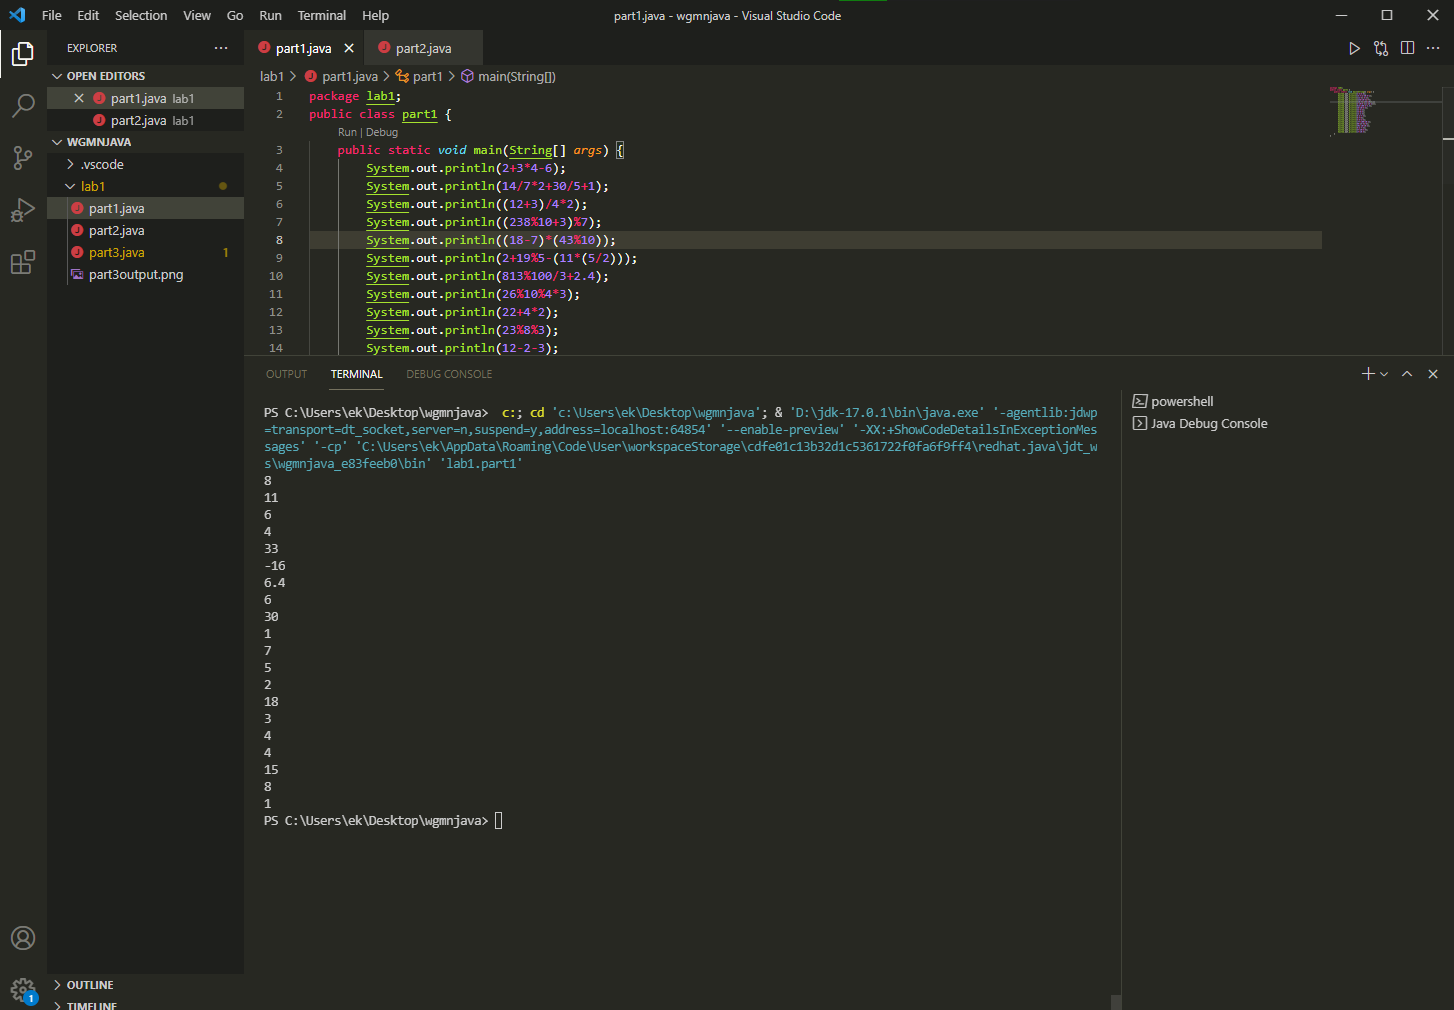 File Edit Selection View Go Run Terminal Help part1.java - wgmnjava - Visual Studio Code
EXPLORER
OPEN EDITORS
part1.java lab1
part2.java lab1
WGMNJAVA
.vscode
lab1
part1.java
part2.java
part3.java 1
part3output.png
OUTLINE
TIMELINE
1
part1.java part2.java
lab1 > part1.java > part1 > main(String[])
1 package lab1;
2 public class part1 {
Run | Debug
3 public static void main(String[] args) {
4 System.out.println(2+3*4-6);
5 System.out.println(14/7*2+30/5+1);
6 System.out.println((12+3)/4*2);
7 System.out.println((238%10+3)%7);
8 System.out.println((18-7)*(43%10));
9 System.out.println(2+19%5-(11*(5/2)));
10 System.out.println(813%100/3+2.4);
11 System.out.println(26%10%4*3);
12 System.out.println(22+4*2);
13 System.out.println(23%8%3);
14 System.out.println(12-2-3);
OUTPUT TERMINAL DEBUG CONSOLE
PS C:\Users\ek\Desktop\wgmnjava> c:; cd 'c:\Users\ek\Desktop\wgmnjava'; & 'D:\jdk-17.0.1\bin\java.exe' '-agentlib:jdwp
=transport=dt_socket,server=n,suspend=y,address=localhost:64854' '--enable-preview' '-XX:+ShowCodeDetailsInExceptionMes
sages' '-cp' 'C:\Users\ek\AppData\Roaming\Code\User\workspaceStorage\cdfe01c13b32d1c5361722f0fa6f9ff4\redhat.java\jdt_w
s\wgmnjava_e83feeb0\bin' 'lab1.part1'
8
11
6
4
33
-16
6.4
6
30
1
7
5
2
18
3
4
4
15
8
1
PS C:\Users\ek\Desktop\wgmnjava>
powershell
Java Debug Console